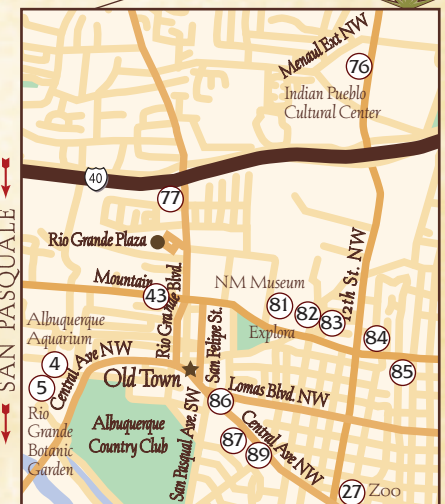 Menaul Ext NW
76
Indian Pueblo
Cultural Center
40
77
SAN PASQUALE
Rio Grande Plaza
12th St. NW
Mountain
Rio Grande Blvd.
43
NM Museum
81
82
83
Explora
84
85
Albuquerque
Aquarium
4
5
Central Ave NW
San Felipe St.
Old Town
Rio
Grande
Botanic
Garden
Albuquerque
Country Club
San Pasqual Ave. SW
Lomas Blvd. NW
86
87
89
Central Ave NW
27
Zoo